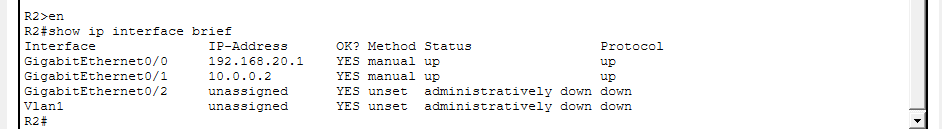 R2>en
R2#show ip interface brief
Interface              IP-Address      OK? Method Status                Protocol
GigabitEthernet0/0     192.168.20.1    YES manual up                    up
GigabitEthernet0/1     10.0.0.2        YES manual up                    up
GigabitEthernet0/2     unassigned      YES unset  administratively down down
Vlan1                  unassigned      YES unset  administratively down down
R2#